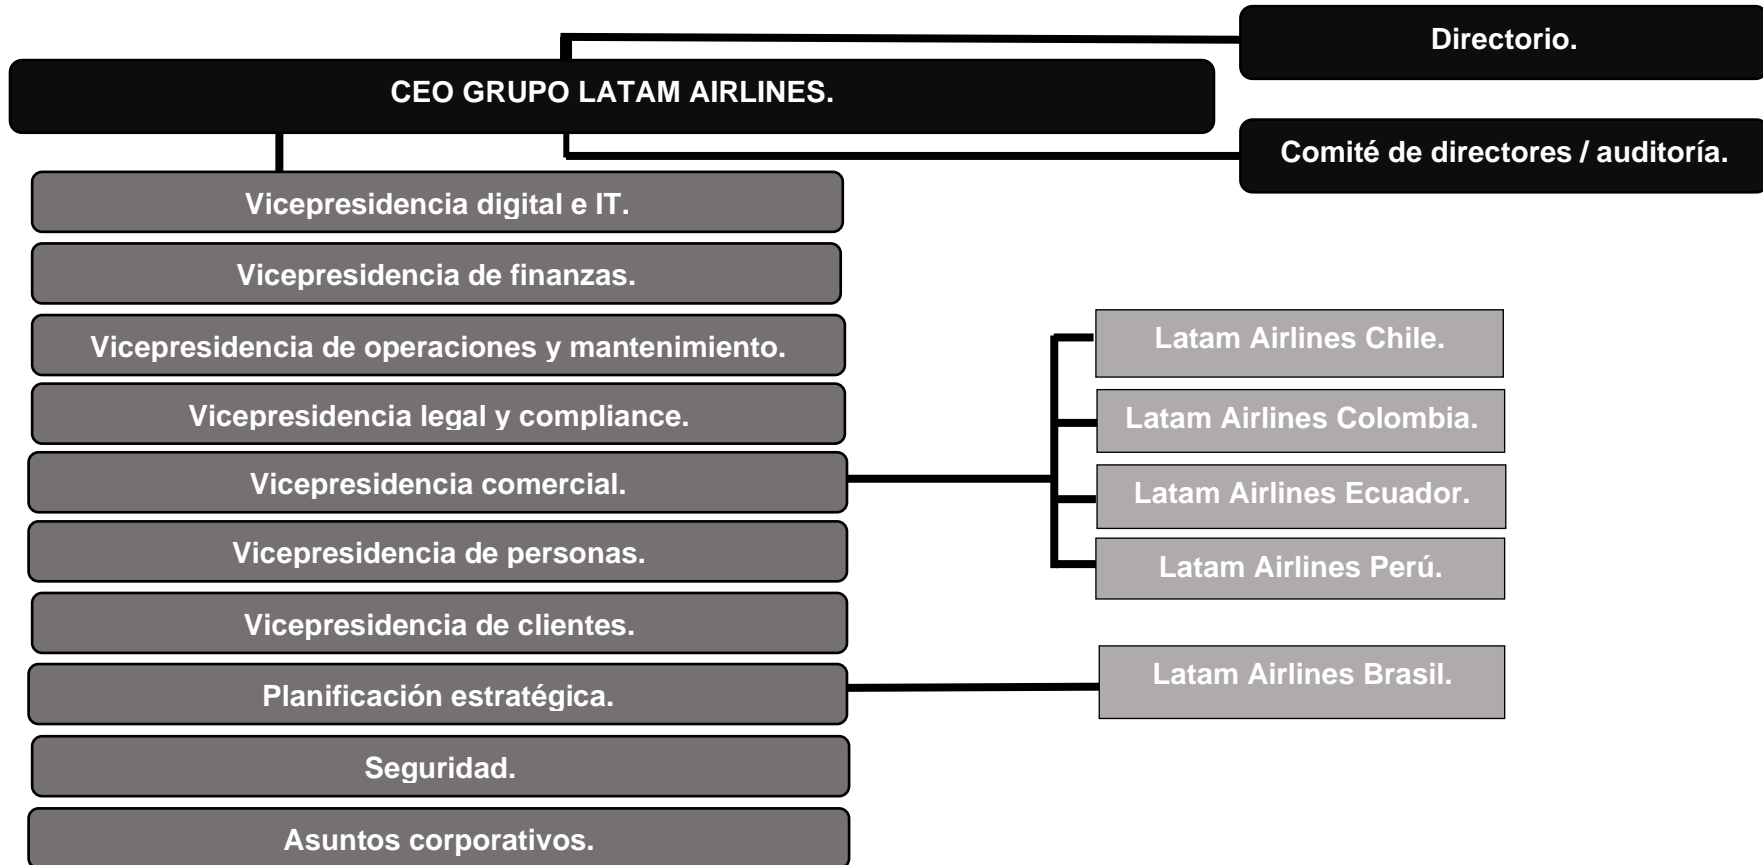 Directorio.
CEO GRUPO LATAM AIRLINES.
Comité de directores / auditoría.
Vicepresidencia digital e IT.
Vicepresidencia de finanzas.
Vicepresidencia de operaciones y mantenimiento.
Vicepresidencia legal y compliance.
Vicepresidencia comercial.
Vicepresidencia de personas.
Vicepresidencia de clientes.
Planificación estratégica.
Seguridad.
Asuntos corporativos.
Latam Airlines Chile.
Latam Airlines Colombia.
Latam Airlines Ecuador.
Latam Airlines Perú.
Latam Airlines Brasil.